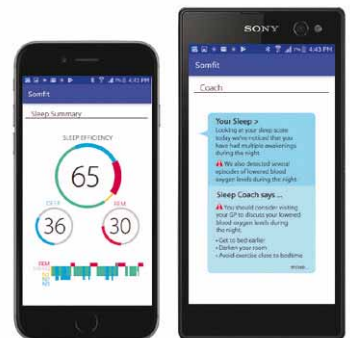 4:43 PM
Somfit
Sleep Summary
SLEEP EFFICIENCY
65
DEEP
REM
36
30
REM
SONY
4:43 PM
Somfit
Coach
Your Sleep >
Looking at your sleep score
today we've noticed that you
have had multiple awakenings
during the night.
We also detected several
episodes of lowered blood
oxygen levels during the night.
Sleep Coach says ...
You should consider visiting
your GP to discuss your lowered
blood oxygen levels during
the night.
• Get to bed earlier
• Darken your room
• Avoid exercise close to bedtime
more...